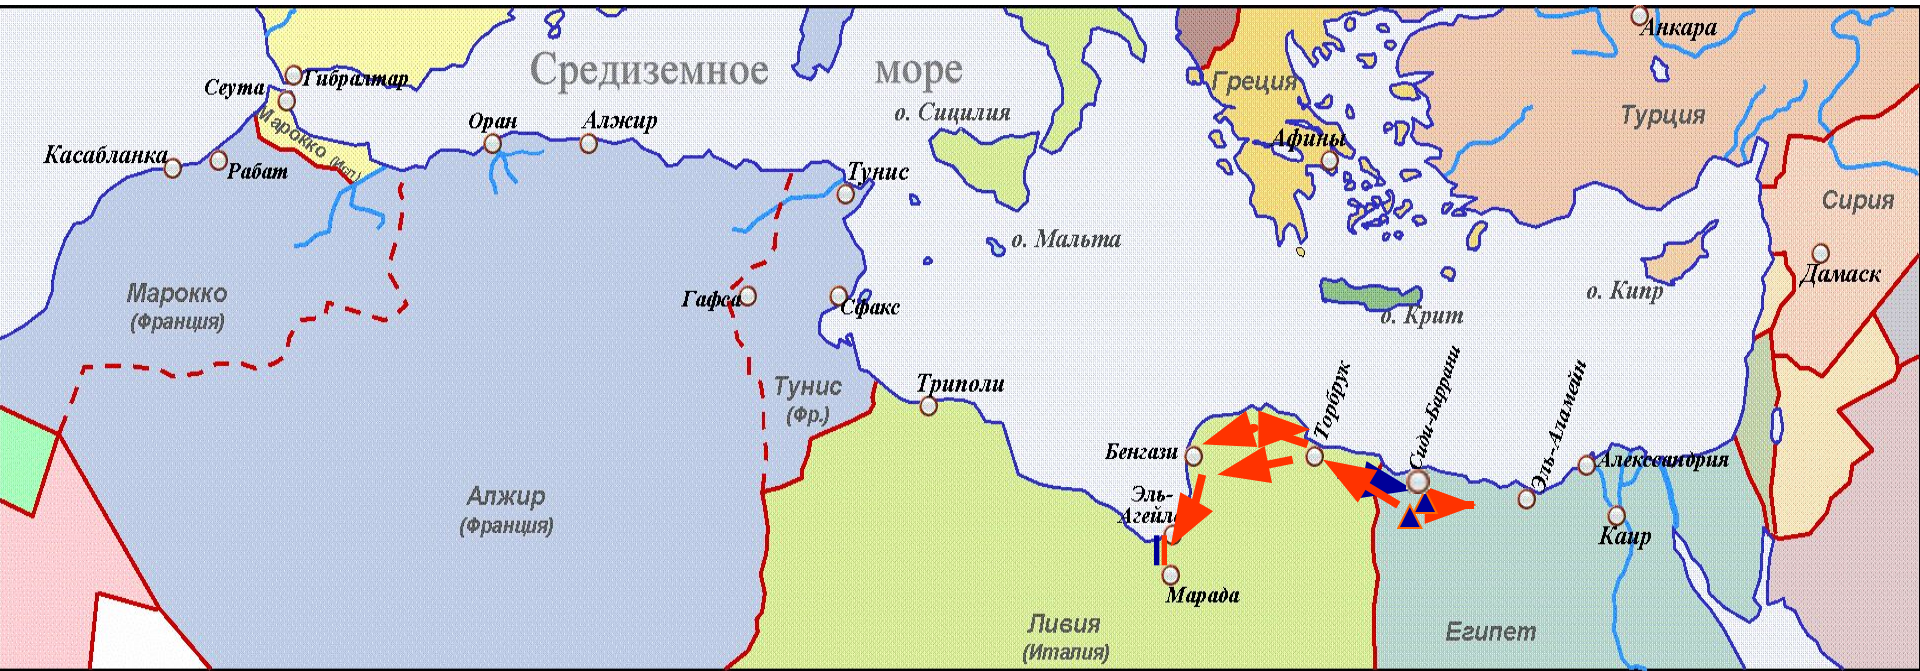 Анкара
Гибралтар
Сеута
Средиземное море
Греция
о. Сицилия
Турция
Марокко (Исп)
Оран
Алжир
Афины
Касабланка
Рабат
Тунис
Сирия
о. Мальта
Дамаск
Марокко
(Франция)
Гафса
Сфакс
о. Кипр
о. Крит
Тунис
(Фр.)
Триполи
Торбрук
Сиди-Баррани
Эль-Аламейн
Бенгази
Александрия
Эль-
Агейла
Алжир
(Франция)
Каир
Марада
Ливия
(Италия)
Египет